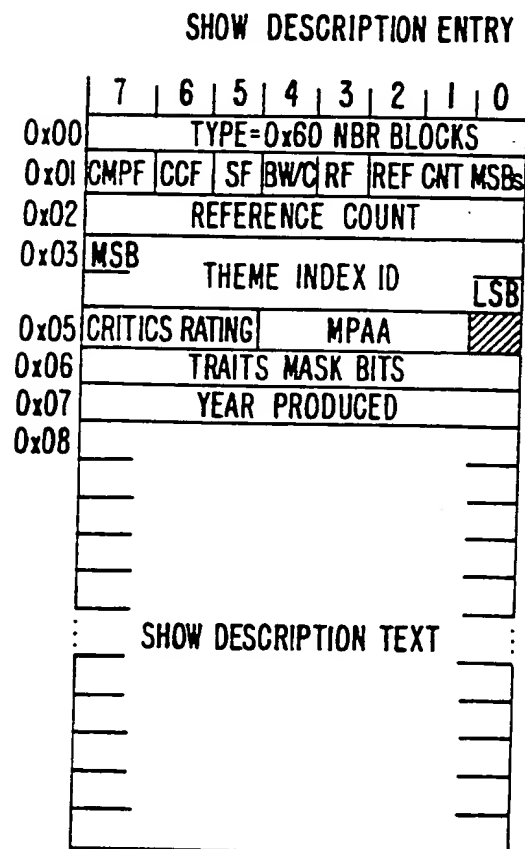 SHOW DESCRIPTION ENTRY
7 6 5 4 3 2 1 0
0x00 TYPE=0x60 NBR BLOCKS
0x01 CMPF CCF SF BW/C RF REF CNT MSBs
0x02 REFERENCE COUNT
0x03 MSB
THEME INDEX ID
LSB
0x05 CRITICS RATING MPAA
0x06 TRAITS MASK BITS
0x07 YEAR PRODUCED
0x08
SHOW DESCRIPTION TEXT